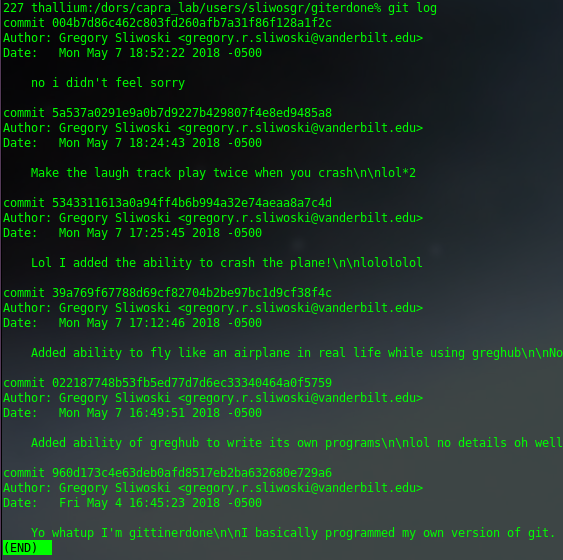 227 thallium:/dors/capra_lab/users/sliwosgr/giterdone% git log
commit 004b7d86c462c803fd260afb7a31f86f128a1f2c
Author: Gregory Sliwoski <gregory.r.sliwoski@vanderbilt.edu>
Date:   Mon May 7 18:52:22 2018 -0500
no i didn't feel sorry
commit 5a537a0291e9a0b7d9227b429807f4e8ed9485a8
Author: Gregory Sliwoski <gregory.r.sliwoski@vanderbilt.edu>
Date:   Mon May 7 18:24:43 2018 -0500
Make the laugh track play twice when you crash\n\nlol*2
commit 5343311613a0a94ff4b6b994a32e74aeaa8a7c4d
Author: Gregory Sliwoski <gregory.r.sliwoski@vanderbilt.edu>
Date:   Mon May 7 17:25:45 2018 -0500
Lol I added the ability to crash the plane!\n\nlolololol
commit 39a769f67788d69cf82704b2be97bc1d9cf38f4c
Author: Gregory Sliwoski <gregory.r.sliwoski@vanderbilt.edu>
Date:   Mon May 7 17:12:46 2018 -0500
Added ability to fly like an airplane in real life while using greghub\n\nNo
commit 022187748b53fb5ed77d7d6ec33340464a0f5759
Author: Gregory Sliwoski <gregory.r.sliwoski@vanderbilt.edu>
Date:   Mon May 7 16:49:51 2018 -0500
Added ability of greghub to write its own programs\n\nlol no details oh well
commit 960d173c4e63deb0afd8517eb2ba632680e729a6
Author: Gregory Sliwoski <gregory.r.sliwoski@vanderbilt.edu>
Date:   Fri May 4 16:45:23 2018 -0500
Yo whatup I'm gittinerdone\n\nI basically programmed my own version of git.
(END)